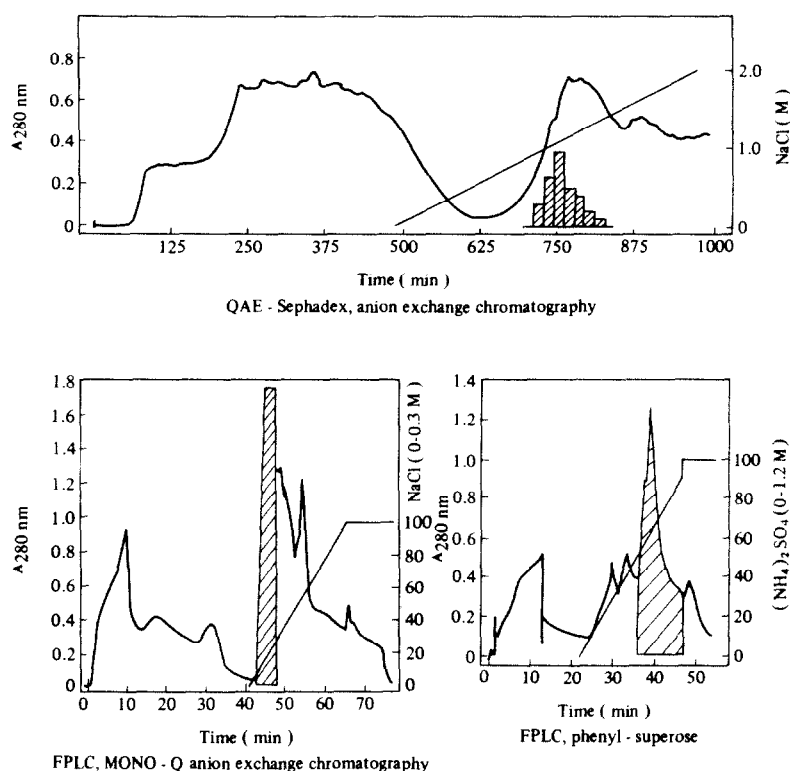 0.8
0.6
0.4
0.2
0
A280 nm
2.0
1.0
0
NaCl ( M )
125 250 375 500 625 750 875 1000
Time ( min )
QAE - Sephadex, anion exchange chromatography
1.8
1.6
1.4
1.2
1.0
0.8
0.6
0.4
0.2
0
A280 nm
NaCl ( 0-0.3 M )
100
80
60
40
20
0
0 10 20 30 40 50 60 70
Time ( min )
FPLC, MONO - Q anion exchange chromatography
1.4
1.2
1.0
0.8
0.6
0.4
0.2
0
A280 nm
100
80
60
40
20
0
(NH4)2 SO4 (0-1.2 M )
0 10 20 30 40 50
Time ( min )
FPLC, phenyl - superose